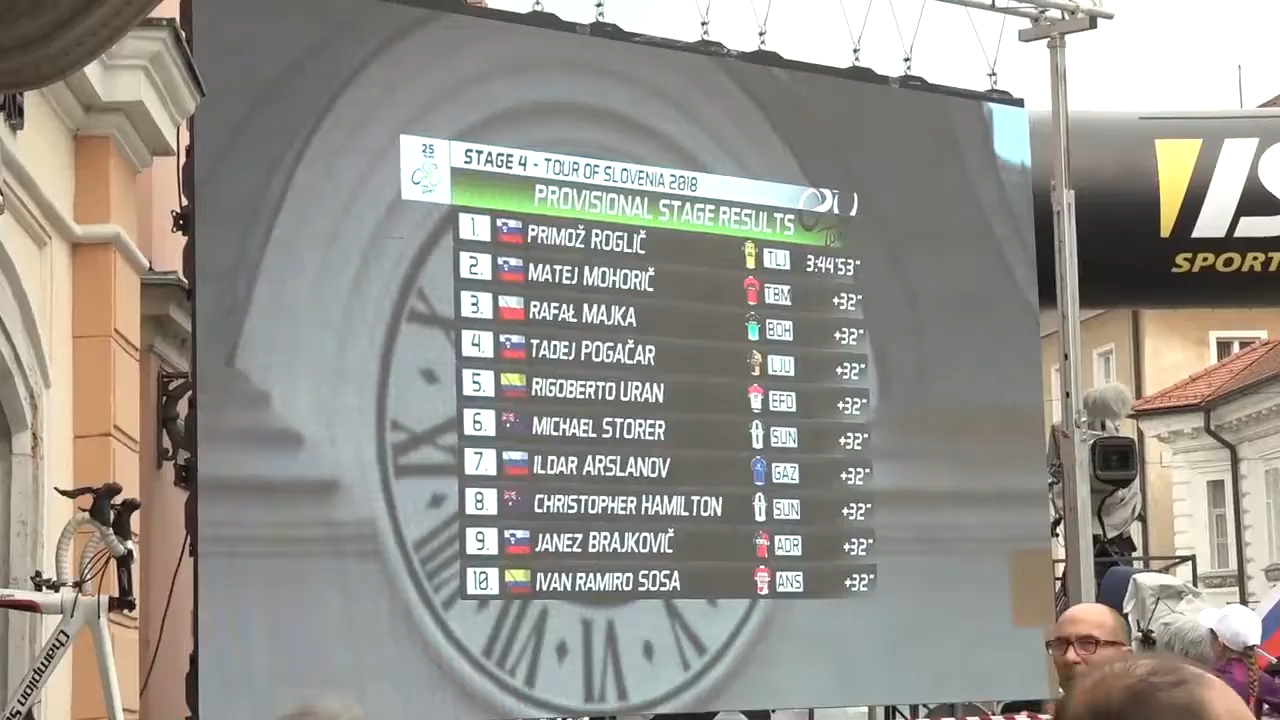 25
STAGE 4 - TOUR OF SLOVENIA 2018
PROVISIONAL STAGE RESULTS
1. PRIMOŽ ROGLIČ TLJ 3:44'53"
2. MATEJ MOHORIČ TBM +32"
3. RAFAŁ MAJKA BOH +32"
4. TADEJ POGAČAR LJU +32"
5. RIGOBERTO URAN EFD +32"
6. MICHAEL STORER SUN +32"
7. ILDAR ARSLANOV GAZ +32"
8. CHRISTOPHER HAMILTON SUN +32"
9. JANEZ BRAJKOVIČ ADR +32"
10. IVAN RAMIRO SOSA ANS +32"
SPORT
Champion